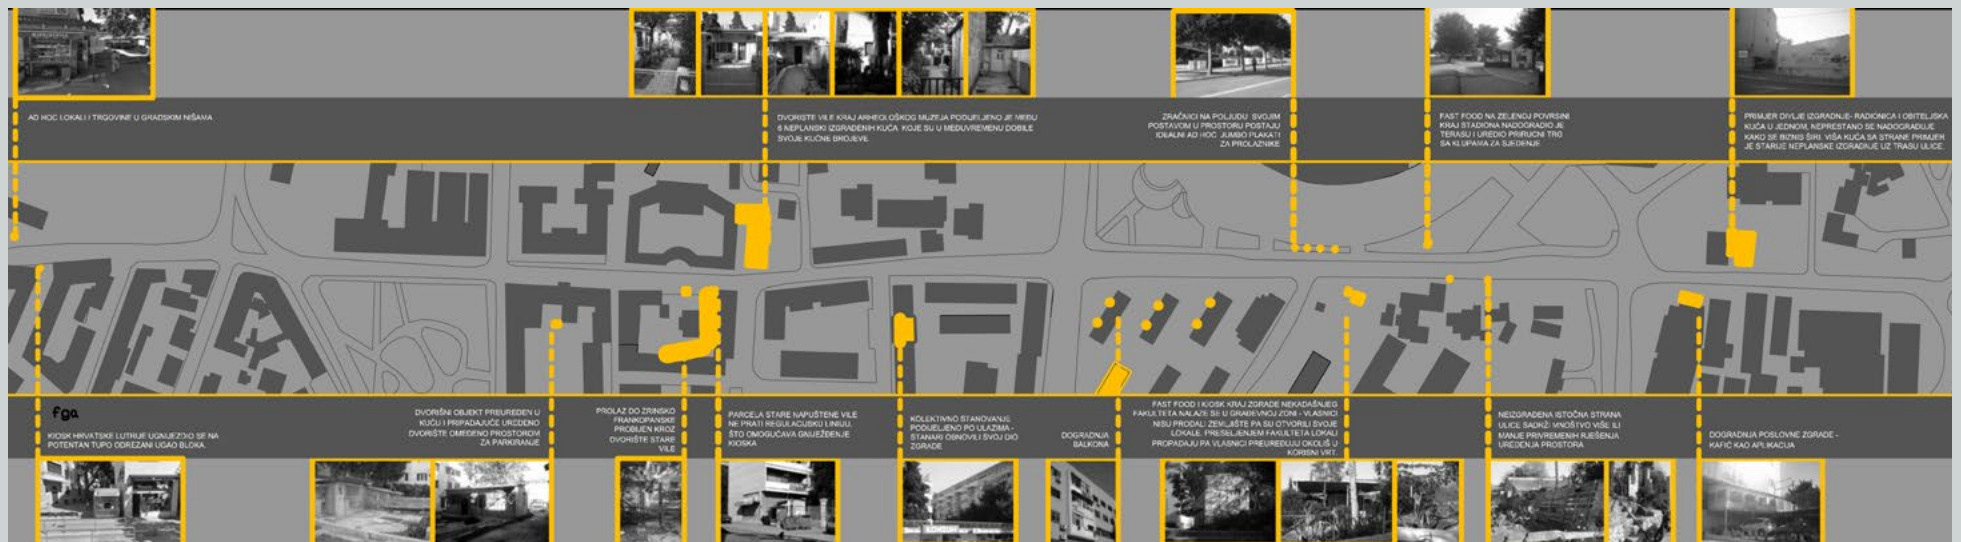 AD HOC LOKALI I TRGOVINE U GRADSKIM NIŠAMA
DVORIŠTE VILE KRAJ ARHEOLOŠKOG MUZEJA PODIJELJENO JE MEĐU
6 NEPLANSKI IZGRAĐENIH KUĆA KOJE SU U MEĐUVREMENU DOBILE
SVOJE KUĆNE BROJEVE
ZRAČNICI NA POLJUDU SVOJIM
POSTAVOM U PROSTORU POSTAJU
IDEALNI AD HOC JUMBO PLAKATI
ZA PROLAZNIKE
FAST FOOD NA ZELENOJ POVRŠINI
KRAJ STADIONA NADOGRADIO JE
TERASU I UREDIO PRIRUČNI TRG
SA KLUPAMA ZA SJEDENJE
PRIMJER DIVLJE IZGRADNJE- RADIONICA I OBITELJSKA
KUĆA U JEDNOM, NEPRESTANO SE NADOGRAĐUJE
KAKO SE BIZNIS ŠIRI. VIŠA KUĆA SA STRANE PRIMJER
JE STARIJE NEPLANSKE IZGRADNJE UZ TRASU ULICE.
fga
KIOSK HRVATSKE LUTRIJE UGNIJEZDIO SE NA
POTENTAN TUPO ODREZANI UGAO BLOKA.
DVORIŠNI OBJEKT PREUREĐEN U
KUĆU I PRIPADAJUĆE UREĐENO
DVORIŠTE OMEĐENO PROSTOROM
ZA PARKIRANJE
PROLAZ DO ZRINSKO
FRANKOPANSKE
PROBIJEN KROZ
DVORIŠTE STARE
VILE
PARCELA STARE NAPUŠTENE VILE
NE PRATI REGULACIJSKU LINIJU,
ŠTO OMOGUĆAVA GNIJEŽĐENJE
KIOSKA
KOLEKTIVNO STANOVANJE
PODIJELJENO PO ULAZIMA -
STANARI OSNOVILI SVOJ DIO
ZGRADE
DOGRADNJA
BALKONA
FAST FOOD I KIOSK KRAJ ZGRADE NEKADAŠNJEG
FAKULTETA NALAZE SE U GRAĐEVNOJ ZONI - VLASNICI
NISU PRODALI ZEMLJIŠTE PA SU OTVORILI SVOJE
LOKALE. PRESELJENJEM FAKULTETA LOKALI
PROPADAJU PA VLASNICI PREUREĐUJU OKOLIŠ U
KORISNI VRT.
NEIZGRAĐENA ISTOČNA STRANA
ULICE SADRŽI MNOŠTVO VIŠE ILI
MANJE PRIVREMENIH RJEŠENJA
UREĐENJA PROSTORA
DOGRADNJA POSLOVNE ZGRADE -
KAFIĆ KAO APLIKACIJA